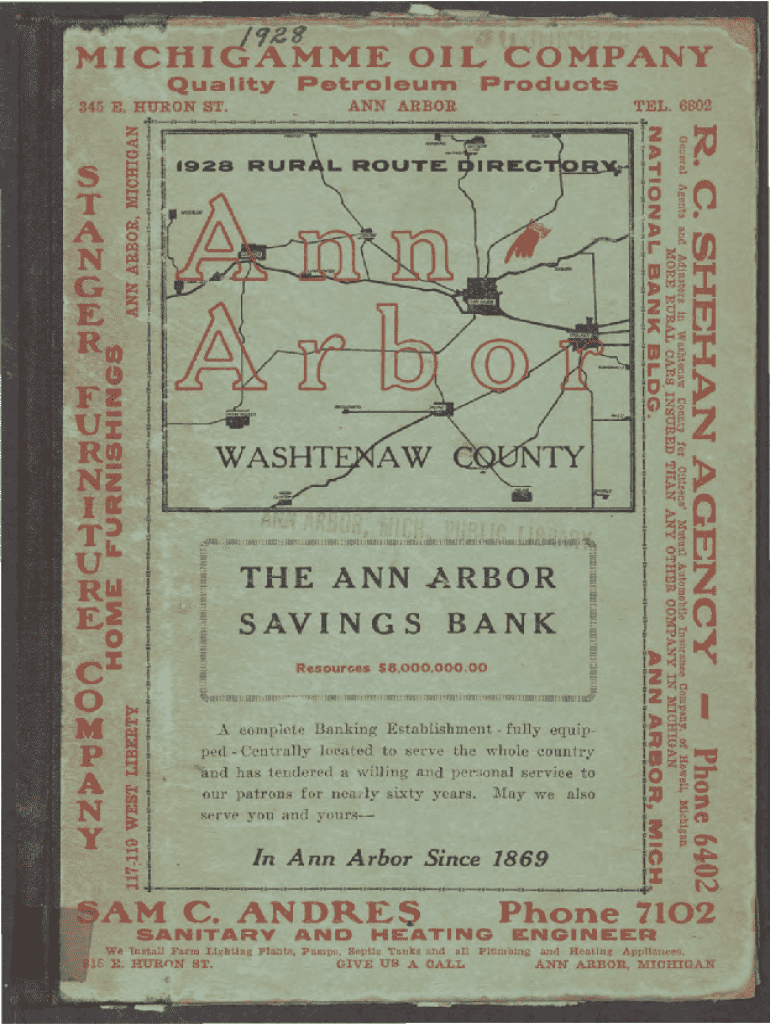 1928
MICHIGAMME OIL COMPANY
Quality Petroleum Products
345 E. HURON ST. ANN ARBOR TEL. 6602
STANGER FURNITURE COMPANY
HOME FURNISHINGS
117-119 WEST LIBERTY ANN ARBOR, MICHIGAN
1928 RURAL ROUTE DIRECTORY
Ann
Arbor
WASHTENAW COUNTY
ANN ARBOR, MICH. PUBLIC LIBRARY
THE ANN ARBOR
SAVINGS BANK
Resources $8,000,000.00
A complete Banking Establishment - fully equip-
ped - Centrally located to serve the whole country
and has tendered a willing and personal service to
our patrons for nearly sixty years. May we also
serve you and yours—
In Ann Arbor Since 1869
R. C. SHEHAN AGENCY — Phone 6402
General Agents and Adjusters in Washtenaw County for Citizens' Mutual Automobile Insurance Company, of Howell, Michigan
MORE RURAL CARS INSURED THAN ANY OTHER COMPANY IN MICHIGAN
NATIONAL BANK BLDG. ANN ARBOR, MICH
SAM C. ANDRES Phone 7102
SANITARY AND HEATING ENGINEER
We Install Farm Lighting Plants, Pumps, Septic Tanks and all Plumbing and Heating Appliances.
315 E. HURON ST. GIVE US A CALL ANN ARBOR, MICHIGAN